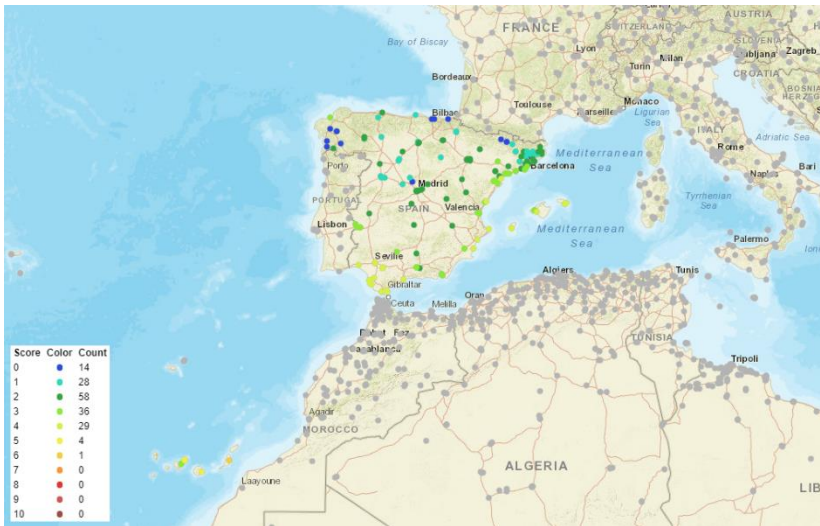 FRANCE
AUSTRIA
SWITZERLAND
Bay of Biscay
Lyon
SLOVENIA
Milan
Ljubljana
Zagreb
Turin
CROATIA
Bordeaux
Monaco
BOSNIA
HERZEG
Toulouse
Marseille
Ligurian
Sea
Bilbao
ITALY
Adriatic Sea
Rome
Mediterranean
Sea
Porto
Barcelona
Naples
Bari
Madrid
PORTUGAL
Valencia
Tyrrhenian
Sea
Lisbon
SPAIN
Mediterranean
Sea
Palermo
Seville
Gibraltar
Algiers
Tunis
Ceuta
Melilla
Oran
Rabat
Fez
Casablanca
TUNISIA
Tripoli
Agadir
MOROCCO
ALGERIA
Laayoune
LIB
Score Color Count
0 14
1 28
2 58
3 36
4 29
5 4
6 1
7 0
8 0
9 0
10 0